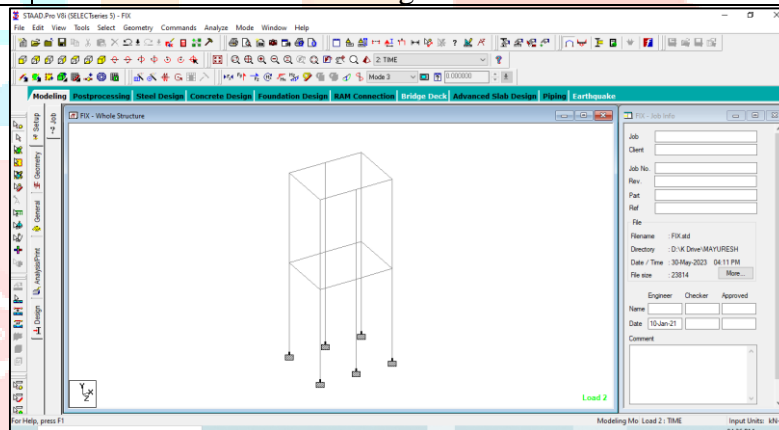 STAAD.Pro V8i (SELECTseries 5) - FIX
File Edit View Tools Select Geometry Commands Analyze Mode Window Help
2: TIME
Mode 3 0.000000
Modeling Postprocessing Steel Design Concrete Design Foundation Design RAM Connection Bridge Deck Advanced Slab Design Piping Earthquake
Setup
Geometry
General
Analysis/Print
Design
Job
FIX - Whole Structure
Load 2
FIX - Job Info
Job
Client
Job No.
Rev.
Part
Ref
File
Filename : FIX.std
Directory : D:\K Drive\MAYURESH
Date / Time : 30-May-2023 04:11 PM
File size : 23814 More...
Engineer Checker Approved
Name
Date 10-Jan-21
Comment
Y
X
Z
For Help, press F1
Modeling Mo Load 2 : TIME Input Units: kN-